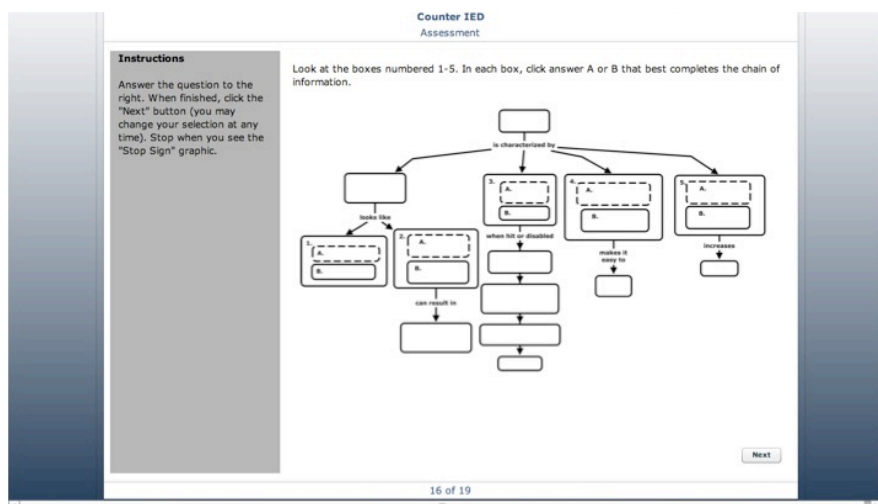 Counter IED
Assessment
Instructions
Answer the question to the
right. When finished, click the
"Next" button (you may
change your selection at any
time). Stop when you see the
"Stop Sign" graphic.
Look at the boxes numbered 1-5. In each box, click answer A or B that best completes the chain of
information.
is characterized by
looks like
1.
A.
B.
2.
A.
B.
can result in
3.
A.
B.
when hit or disabled
4.
A.
B.
makes it
easy to
5.
A.
B.
increases
Next
16 of 19